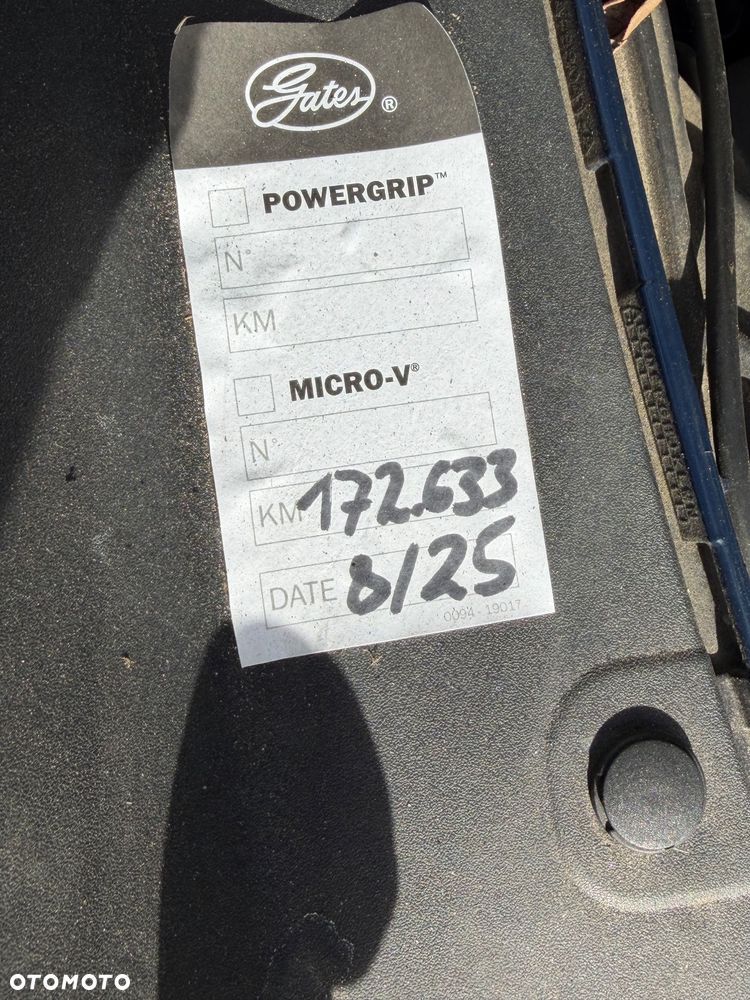 Gates ®
POWERGRIP™
N°
KM
MICRO-V®
N°
KM 172.633
DATE 8/25
0094 - 19017
OTOMOTO